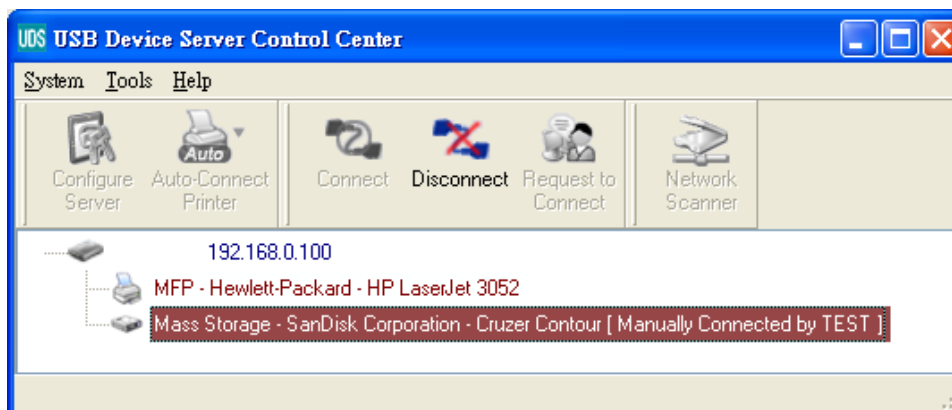 UDS USB Device Server Control Center
System Tools Help
Auto
Configure Server
Auto-Connect Printer
Connect
Disconnect
Request to Connect
Network Scanner
192.168.0.100
MFP - Hewlett-Packard - HP LaserJet 3052
Mass Storage - SanDisk Corporation - Cruzer Contour [ Manually Connected by TEST ]